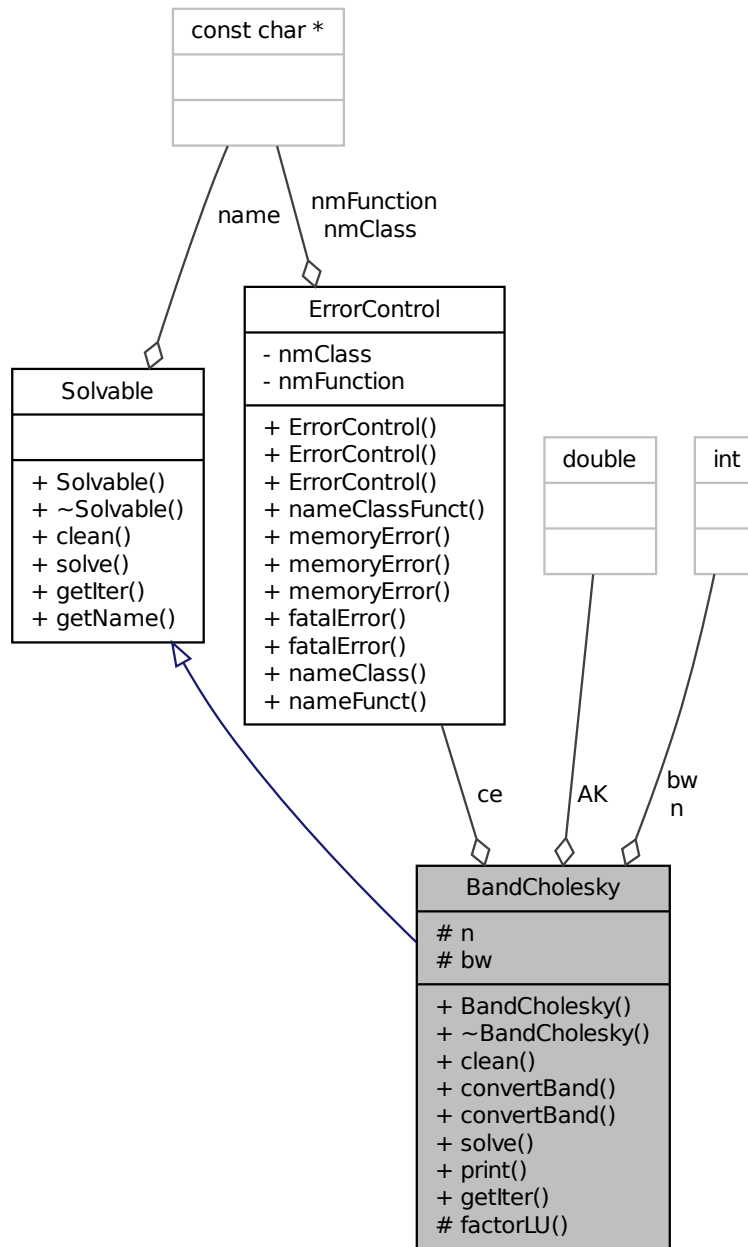 const char *
name
nmFunction
nmClass
ErrorControl
- nmClass
- nmFunction
+ ErrorControl()
+ ErrorControl()
+ ErrorControl()
+ nameClassFunct()
+ memoryError()
+ memoryError()
+ memoryError()
+ fatalError()
+ fatalError()
+ nameClass()
+ nameFunct()
Solvable
+ Solvable()
+ ~Solvable()
+ clean()
+ solve()
+ getIter()
+ getName()
double
int
ce
AK
bw
n
BandCholesky
# n
# bw
+ BandCholesky()
+ ~BandCholesky()
+ clean()
+ convertBand()
+ convertBand()
+ solve()
+ print()
+ getIter()
# factorLU()